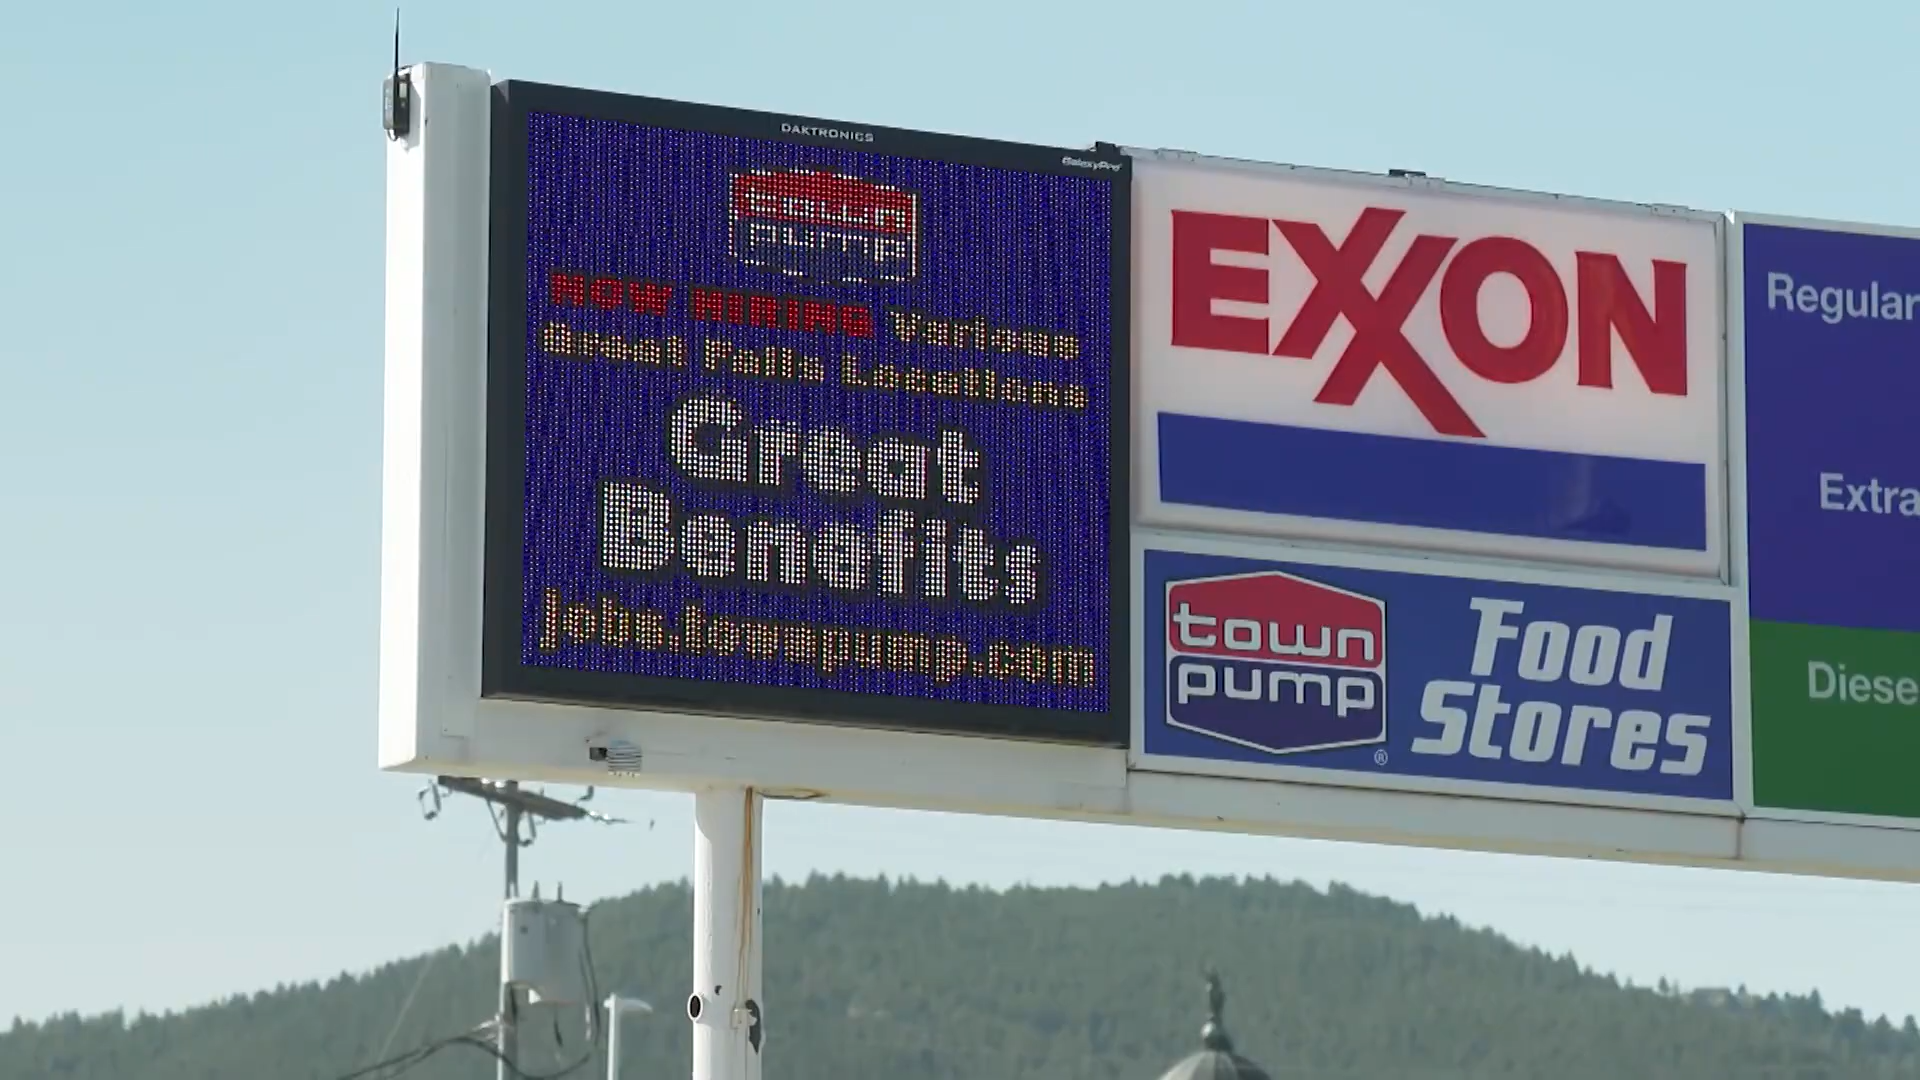 DAKTRONICS
GalaxyPro
town
pump
NOW HIRING Various
Great Falls Locations
Great
Benefits
jobs.townpump.com
EXXON
town
pump
®
Food
Stores
Regular
Extra
Diese